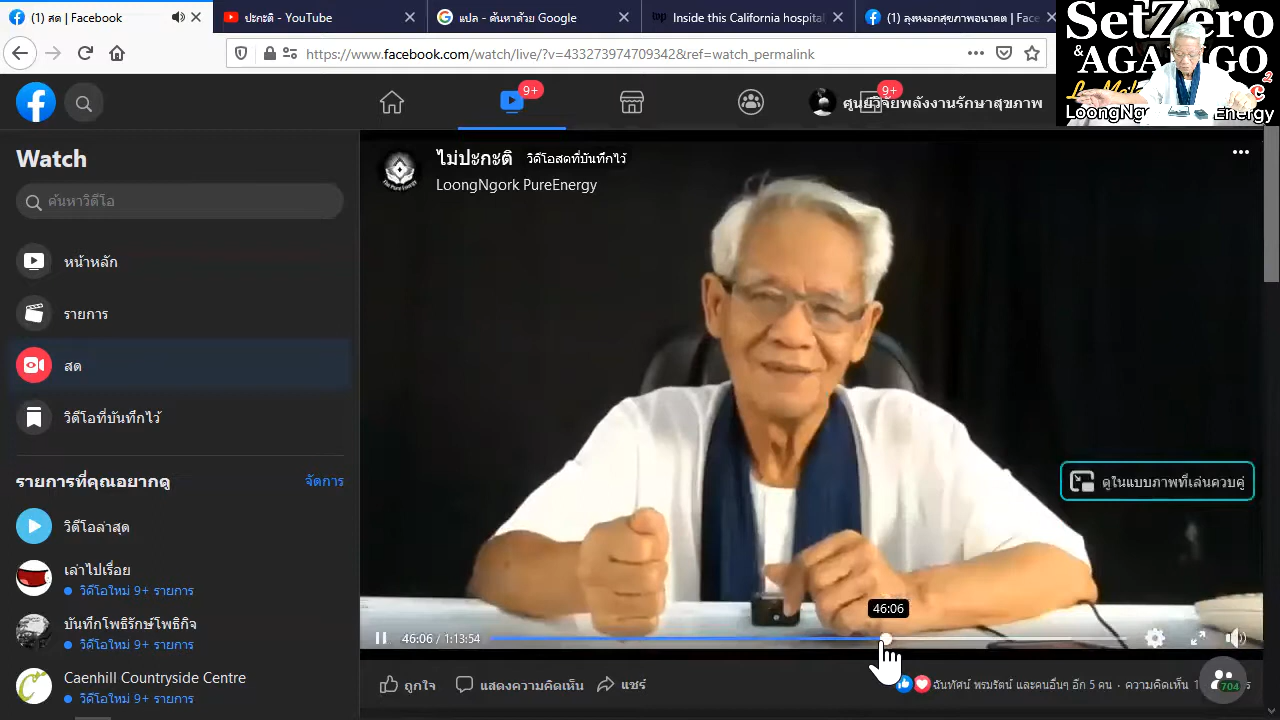 (1) สด | Facebook
ปะกะติ - YouTube
แปล - ค้นหาด้วย Google
Inside this California hospital
(1) ลุงหงอกสุขภาพอนาคต | Face
https://www.facebook.com/watch/live/?v=433273974709342&ref=watch_permalink
SetZero
&
LoongNgo
Energy
9+
9+
ศูนย์วิจัยพลังงานรักษาสุขภาพ
Watch
ค้นหาวิดีโอ
หน้าหลัก
รายการ
สด
วิดีโอที่บันทึกไว้
รายการที่คุณอยากดู
จัดการ
วิดีโอล่าสุด
เล่าไปเรื่อย
วิดีโอใหม่ 9+ รายการ
บันทึกโพธิรักษ์โพธิกิจ
วิดีโอใหม่ 9+ รายการ
Caenhill Countryside Centre
วิดีโอใหม่ 9+ รายการ
ไม่ปะกะติ วิดีโอสดที่บันทึกไว้
LoongNgork PureEnergy
ดูในแบบภาพที่เล่นควบคู่
46:06
46:06 / 1:13:54
ถูกใจ
แสดงความคิดเห็น
แชร์
ฉันทัศน์ พรมรัตน์ และคนอื่นๆ อีก 5 คน · ความคิดเห็น 1
704